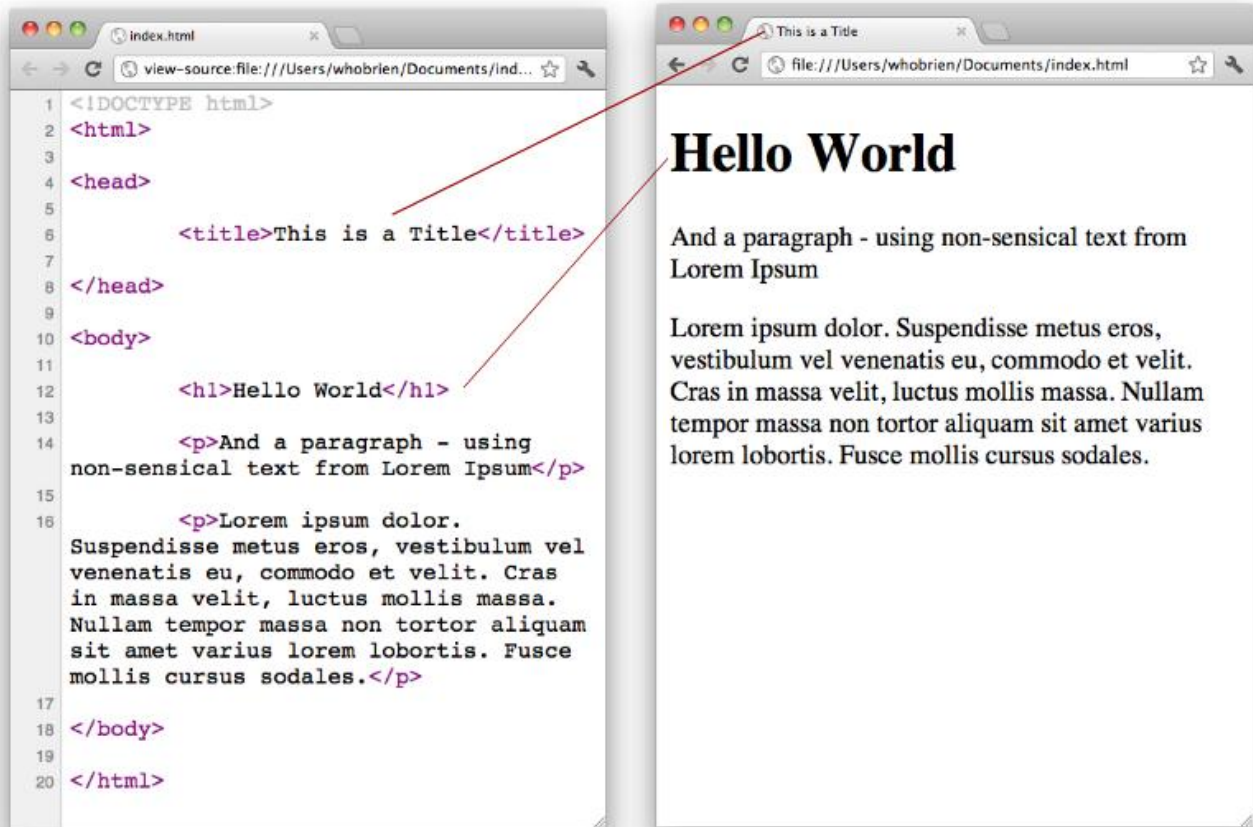 index.html
view-source:file:///Users/whobrien/Documents/ind...
1 <!DOCTYPE html>
2 <html>
3
4 <head>
5
6 <title>This is a Title</title>
7
8 </head>
9
10 <body>
11
12 <h1>Hello World</h1>
13
14 <p>And a paragraph - using
non-sensical text from Lorem Ipsum</p>
15
16 <p>Lorem ipsum dolor.
Suspendisse metus eros, vestibulum vel
venenatis eu, commodo et velit. Cras
in massa velit, luctus mollis massa.
Nullam tempor massa non tortor aliquam
sit amet varius lorem lobortis. Fusce
mollis cursus sodales.</p>
17
18 </body>
19
20 </html>
This is a Title
file:///Users/whobrien/Documents/index.html
Hello World
And a paragraph - using non-sensical text from
Lorem Ipsum
Lorem ipsum dolor. Suspendisse metus eros,
vestibulum vel venenatis eu, commodo et velit.
Cras in massa velit, luctus mollis massa. Nullam
tempor massa non tortor aliquam sit amet varius
lorem lobortis. Fusce mollis cursus sodales.